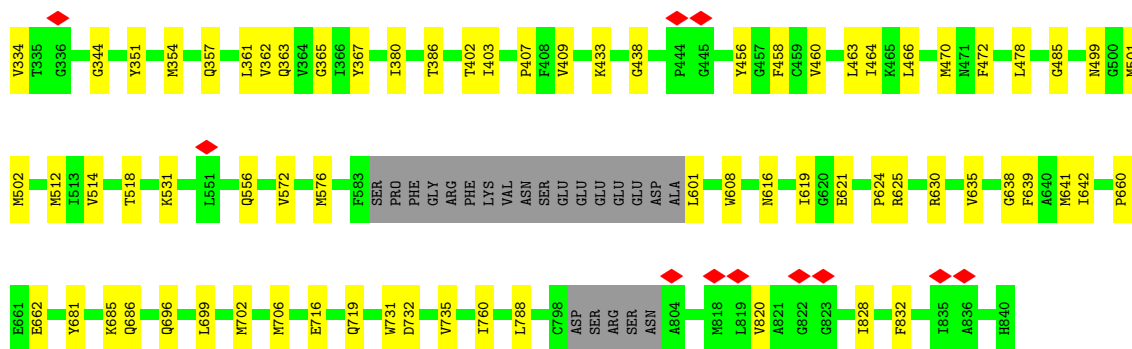 V334 T335 G336 G344 Y351 M354 Q357 L361 V362 Q363 V364 G365 I366 Y367 I380 T386 T402 I403 P407 F408 V409 K433 G438 P444 G445 Y456 G457 F458 C459 V460 L463 I464 K465 L466 M470 N471 F472 L478 G485 N499 G500 M501
M502 M512 I513 V514 T518 K531 L551 Q556 V572 M576 F583 SER PRO PHE GLY ARG PHE LYS VAL ASN SER GLU GLU GLU GLU GLU ASP ALA L601 W608 N616 I619 G620 E621 P624 R625 R630 V635 G638 F639 A640 M641 I642 P660
E661 E662 Y681 K685 Q686 Q696 L699 M702 M706 E716 Q719 W731 D732 V735 I760 L788 C798 ASP SER ARG SER ASN A804 M818 L819 V820 A821 G822 G823 I828 F832 I835 A836 H840